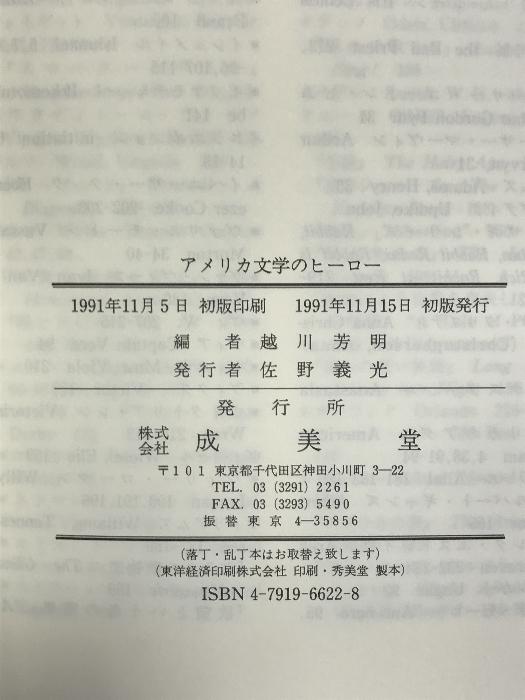 アメリカ文学のヒーロー
1991年11月5日 初版印刷 1991年11月15日 初版発行
編者 越川芳明
発行者 佐野義光
発行所
株式会社 成美堂
〒101 東京都千代田区神田小川町 3―22
TEL. 03 (3291) 2261
FAX. 03 (3293) 5490
振替東京 4―35856
(落丁・乱丁本はお取替え致します)
(東洋経済印刷株式会社 印刷・秀美堂 製本)
ISBN 4-7919-6622-8